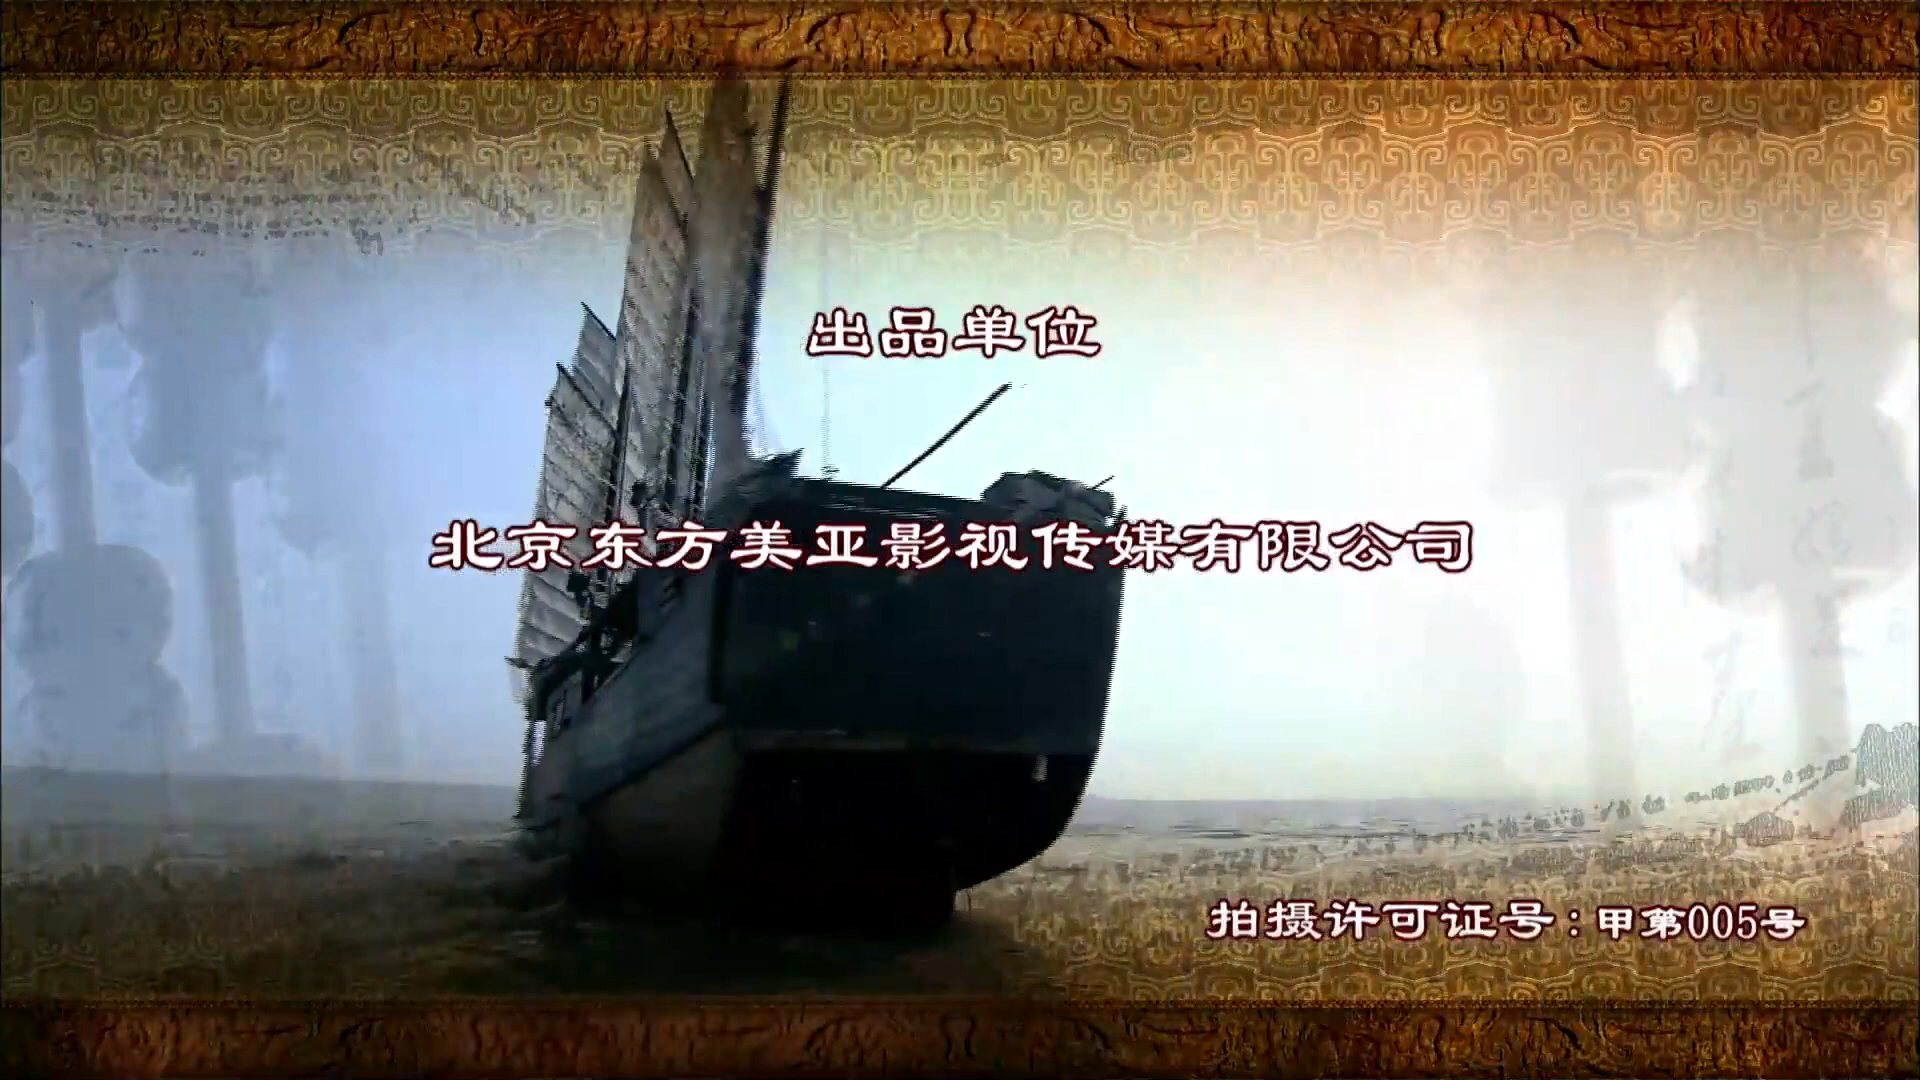 出品单位
北京东方美亚影视传媒有限公司
拍摄许可证号：甲第005号